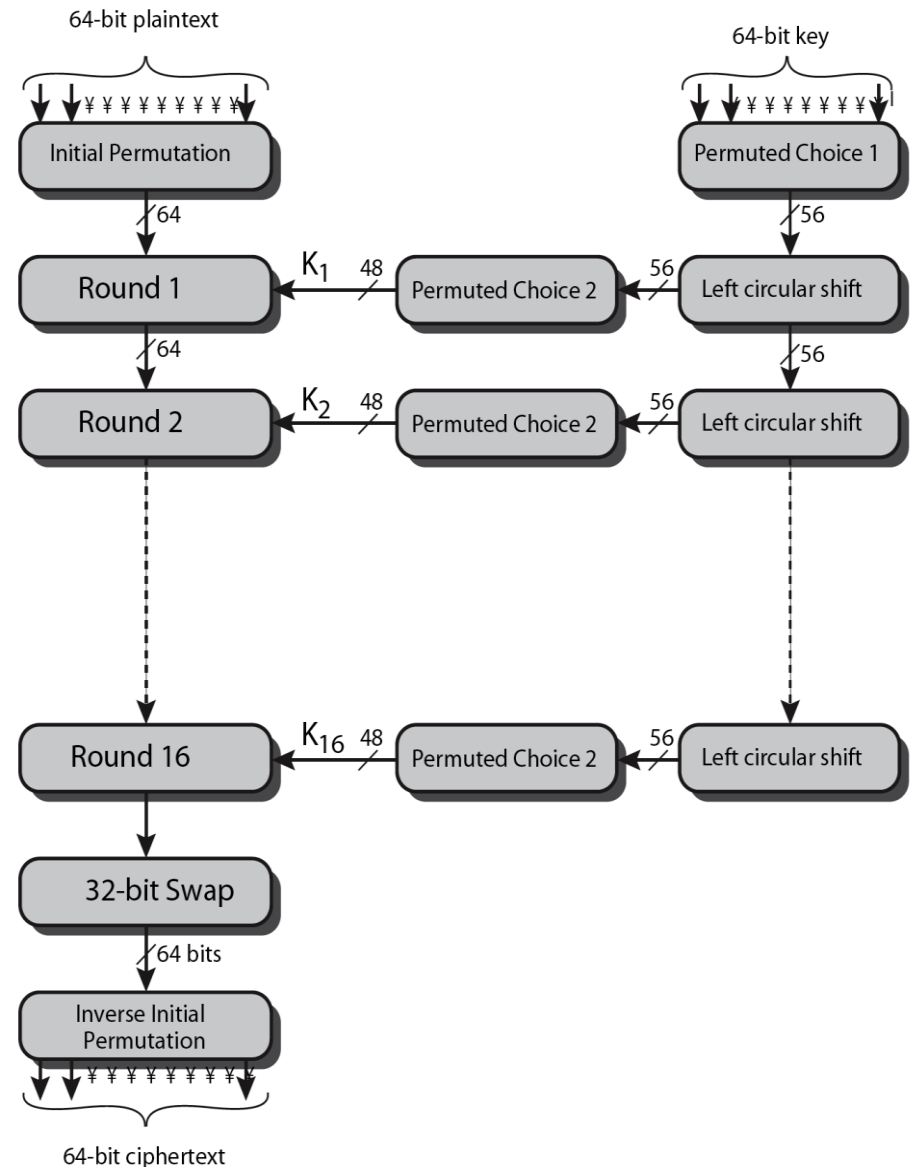 64-bit plaintext
64-bit key
¥ ¥ ¥ ¥ ¥ ¥ ¥ ¥ ¥
¥ ¥ ¥ ¥ ¥ ¥ ¥ ¥
Initial Permutation
Permuted Choice 1
64
56
Round 1
K1
48
Permuted Choice 2
56
Left circular shift
64
56
Round 2
K2
48
Permuted Choice 2
56
Left circular shift
Round 16
K16
48
Permuted Choice 2
56
Left circular shift
32-bit Swap
64 bits
Inverse Initial
Permutation
¥ ¥ ¥ ¥ ¥ ¥ ¥ ¥ ¥
64-bit ciphertext